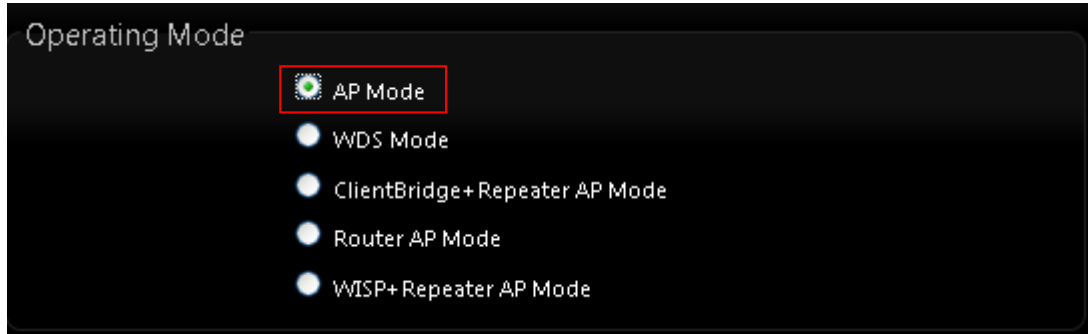 Operating Mode
AP Mode
WDS Mode
ClientBridge+Repeater AP Mode
Router AP Mode
WISP+Repeater AP Mode